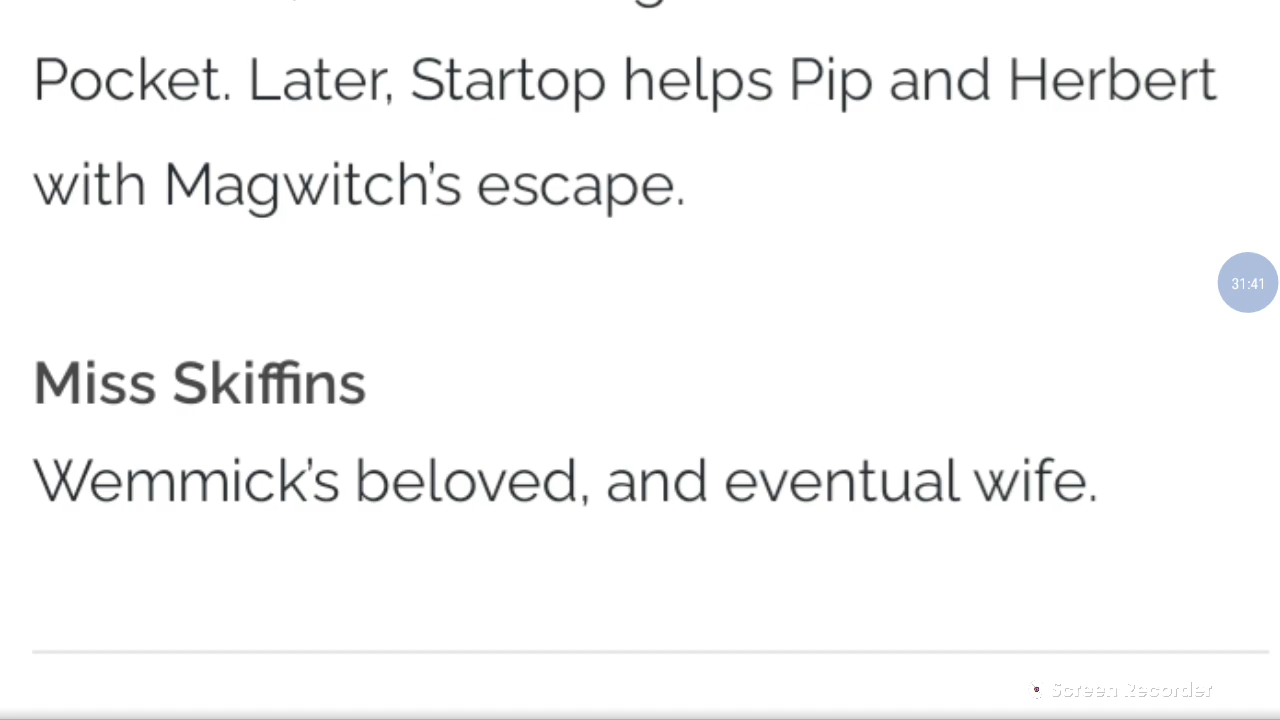 Pocket. Later, Startop helps Pip and Herbert
with Magwitch's escape.
31:41
Miss Skiffins
Wemmick's beloved, and eventual wife.
Screen Recorder